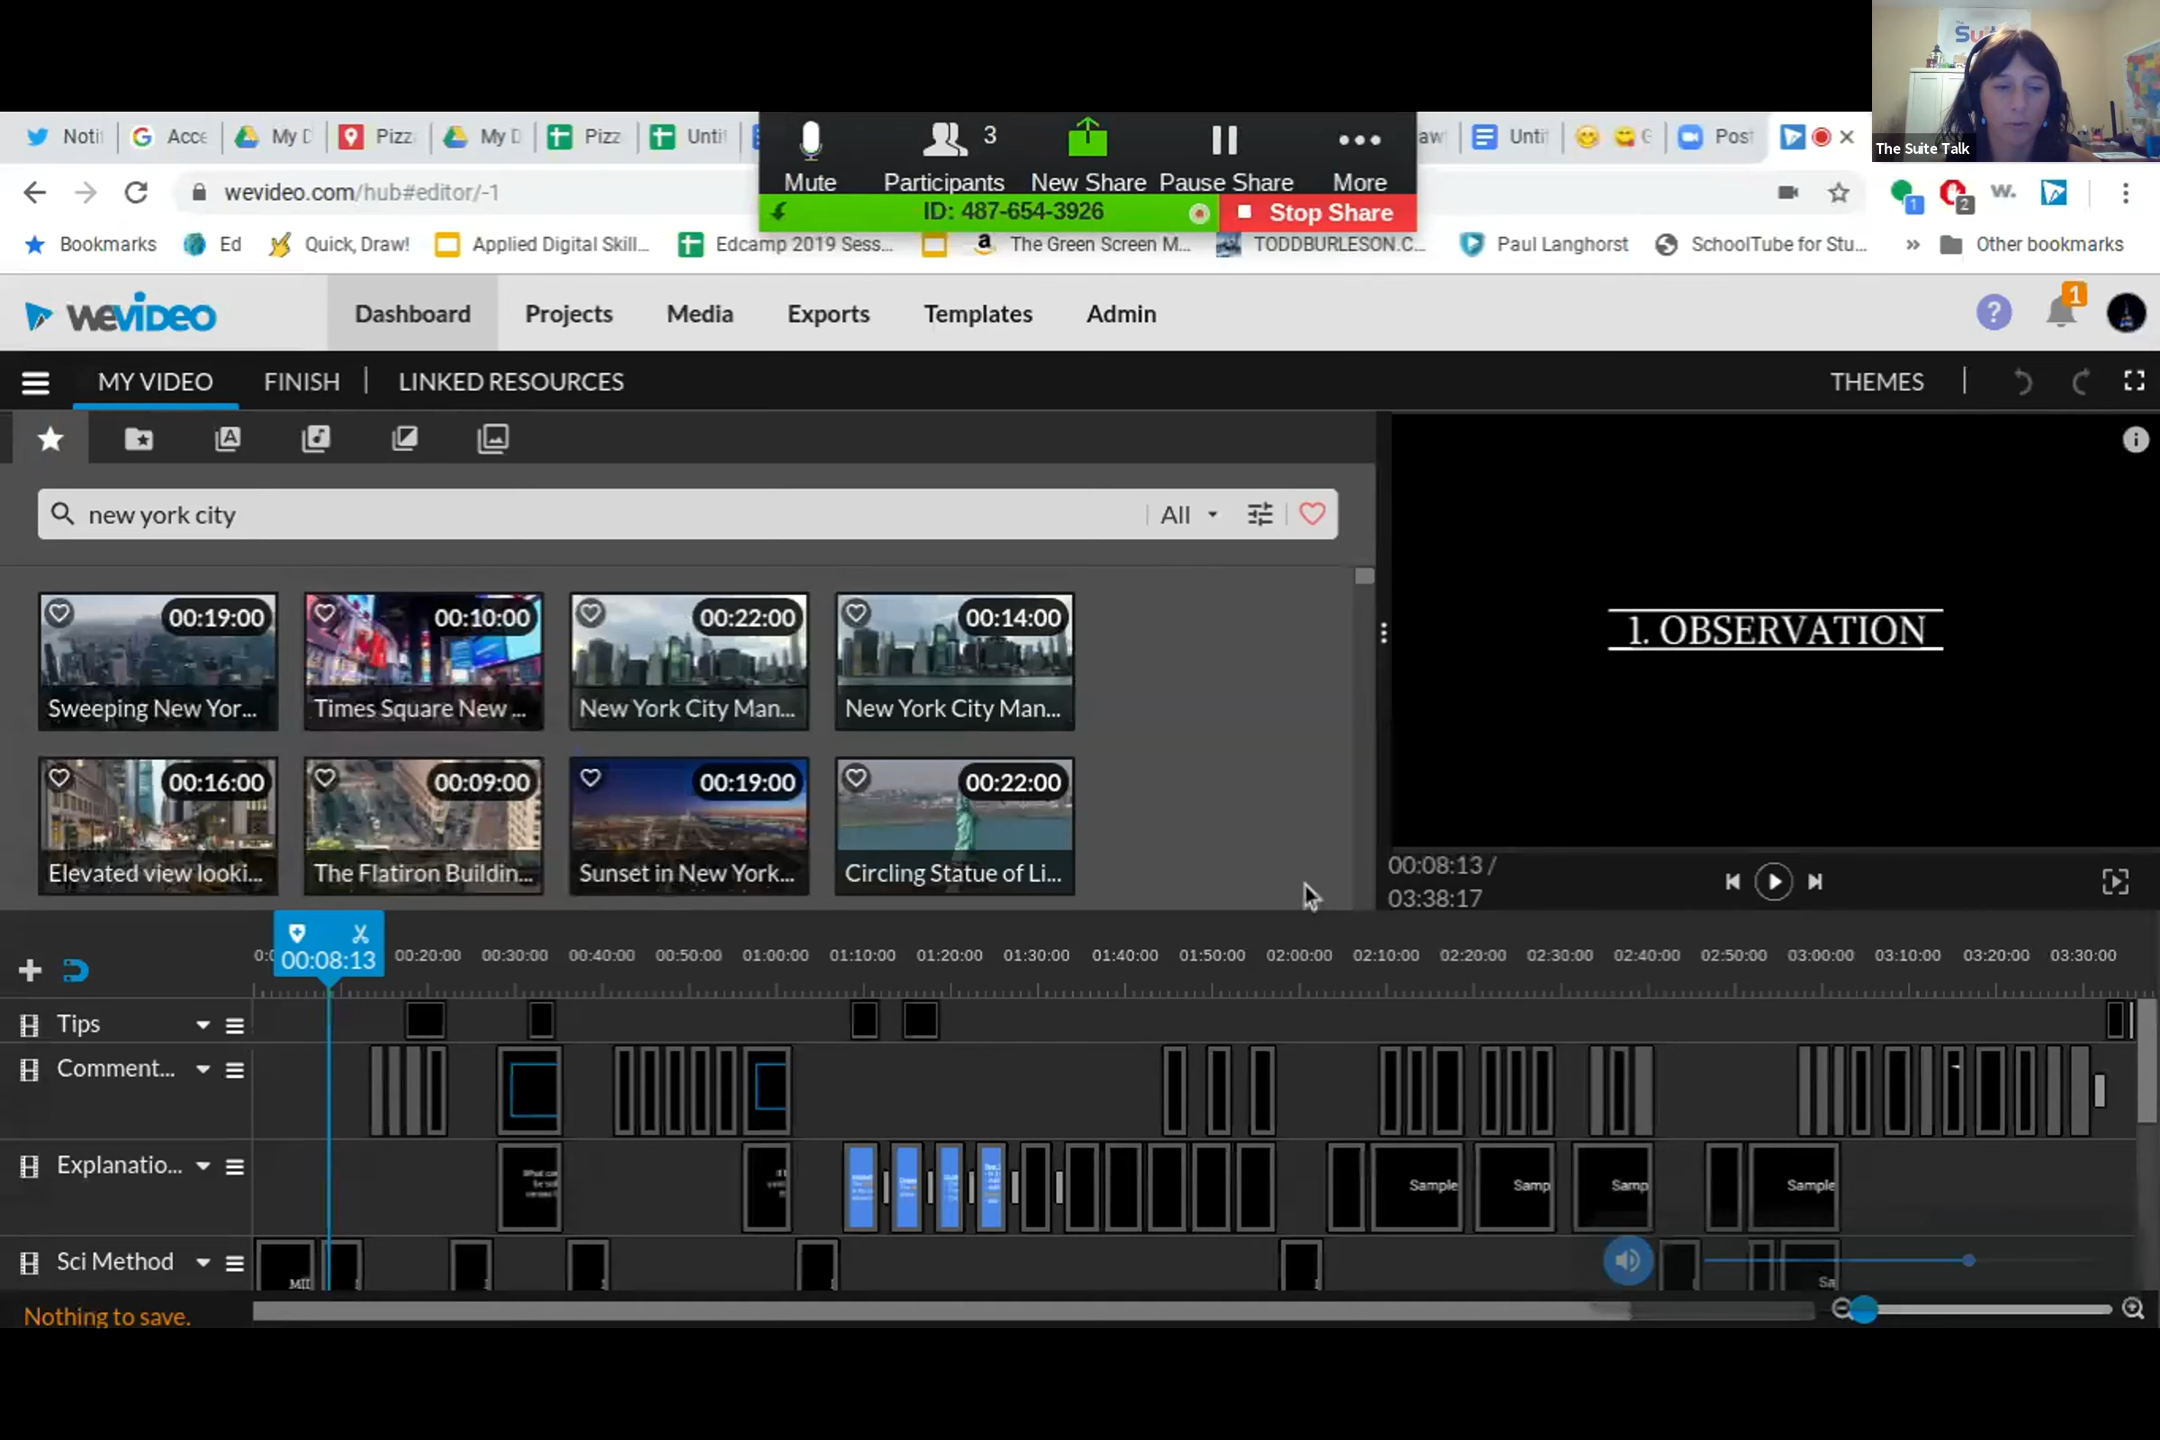 Su
The Suite Talk
Noti
Acce
My D
Pizz
My D
Pizz
Unti
aw
Unti
G
Post
Mute
Participants
3
New Share
Pause Share
More
ID: 487-654-3926
Stop Share
wevideo.com/hub#editor/-1
1
2
w.
Bookmarks
Ed
Quick, Draw!
Applied Digital Skill...
Edcamp 2019 Sess...
The Green Screen M...
TODDBURLESON.C...
Paul Langhorst
SchoolTube for Stu...
»
Other bookmarks
WEVIDEO
Dashboard
Projects
Media
Exports
Templates
Admin
?
1
MY VIDEO
FINISH
LINKED RESOURCES
THEMES
new york city
All
00:19:00
Sweeping New Yor...
00:10:00
Times Square New ...
00:22:00
New York City Man...
00:14:00
New York City Man...
00:16:00
Elevated view looki...
00:09:00
The Flatiron Buildin...
00:19:00
Sunset in New York...
00:22:00
Circling Statue of Li...
1. OBSERVATION
00:08:13 /
03:38:17
00:08:13
00:20:00
00:30:00
00:40:00
00:50:00
01:00:00
01:10:00
01:20:00
01:30:00
01:40:00
01:50:00
02:00:00
02:10:00
02:20:00
02:30:00
02:40:00
02:50:00
03:00:00
03:10:00
03:20:00
03:30:00
Tips
Comment...
Explanatio...
What can
Sample
Samp
Samp
Sample
Sci Method
Sa
Nothing to save.